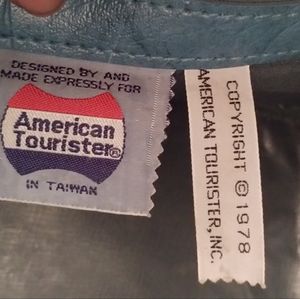 DESIGNED BY AND
MADE EXPRESSLY FOR
American
Tourister®
IN TAIWAN
COPYRIGHT © 1978
AMERICAN TOURISTER, INC.